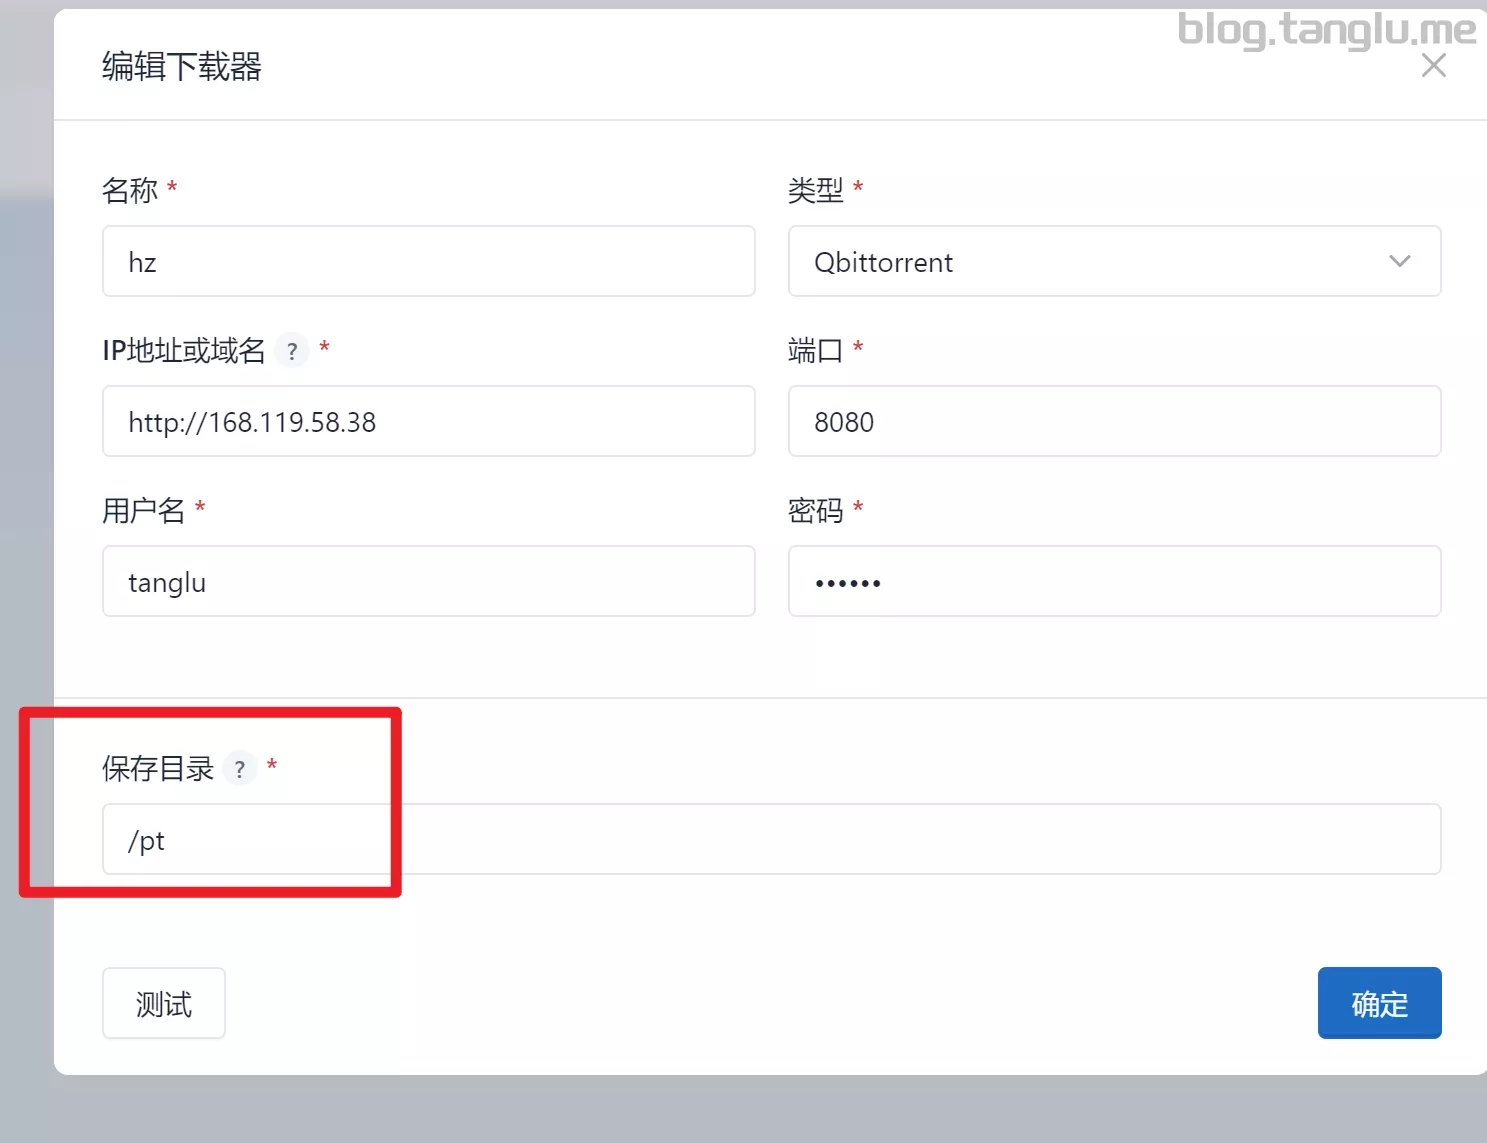 blog.tanglu.me
编辑下载器
名称 *
类型 *
hz
Qbittorrent
IP地址或域名 ? *
端口 *
http://168.119.58.38
8080
用户名 *
密码 *
tanglu
••••••
保存目录 ? *
/pt
测试
确定